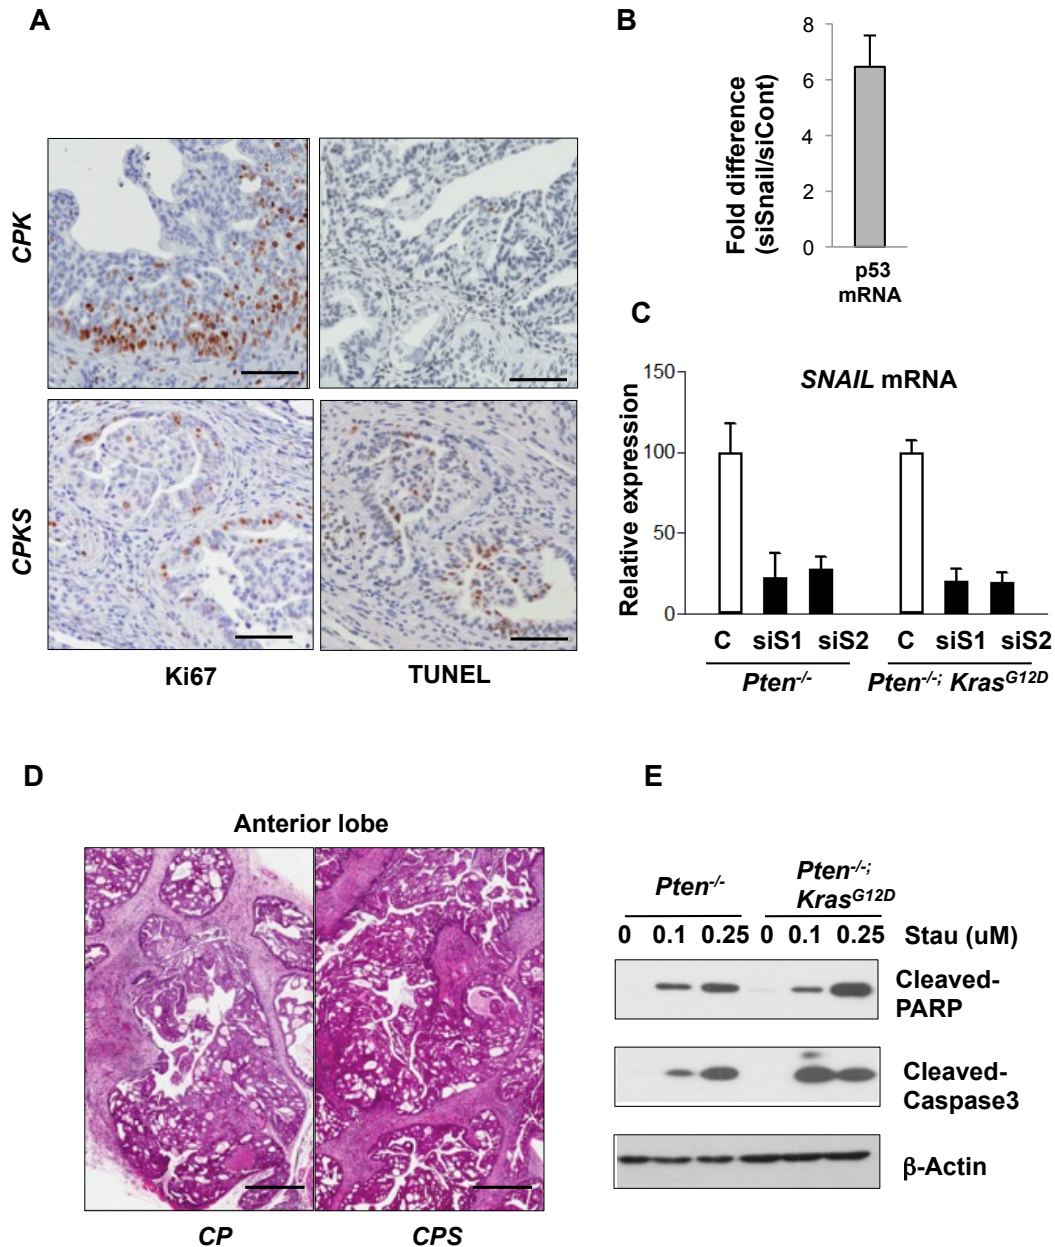 A
CPK
CPKS
Ki67
TUNEL
B
Fold difference
(siSnail/siCont)
8
6
4
2
0
p53
mRNA
C
SNAIL mRNA
Relative expression
150
100
50
0
C siS1 siS2 C siS1 siS2
Pten-/- Pten-/-; KrasG12D
D
Anterior lobe
CP CPS
E
Pten-/-
Pten-/-;
KrasG12D
0 0.1 0.25 0 0.1 0.25 Stau (uM)
Cleaved-
PARP
Cleaved-
Caspase3
β-Actin